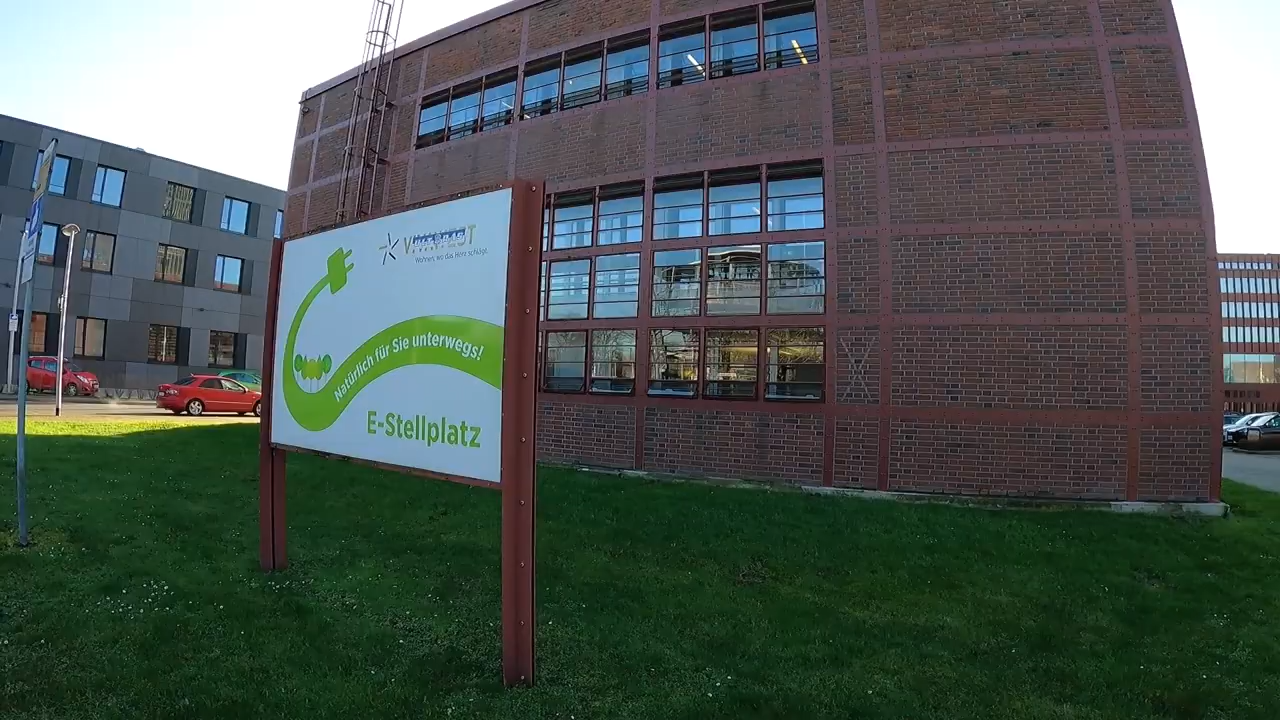 Wohnen, wo das Herz schlägt.
Natürlich für Sie unterwegs!
E-Stellplatz